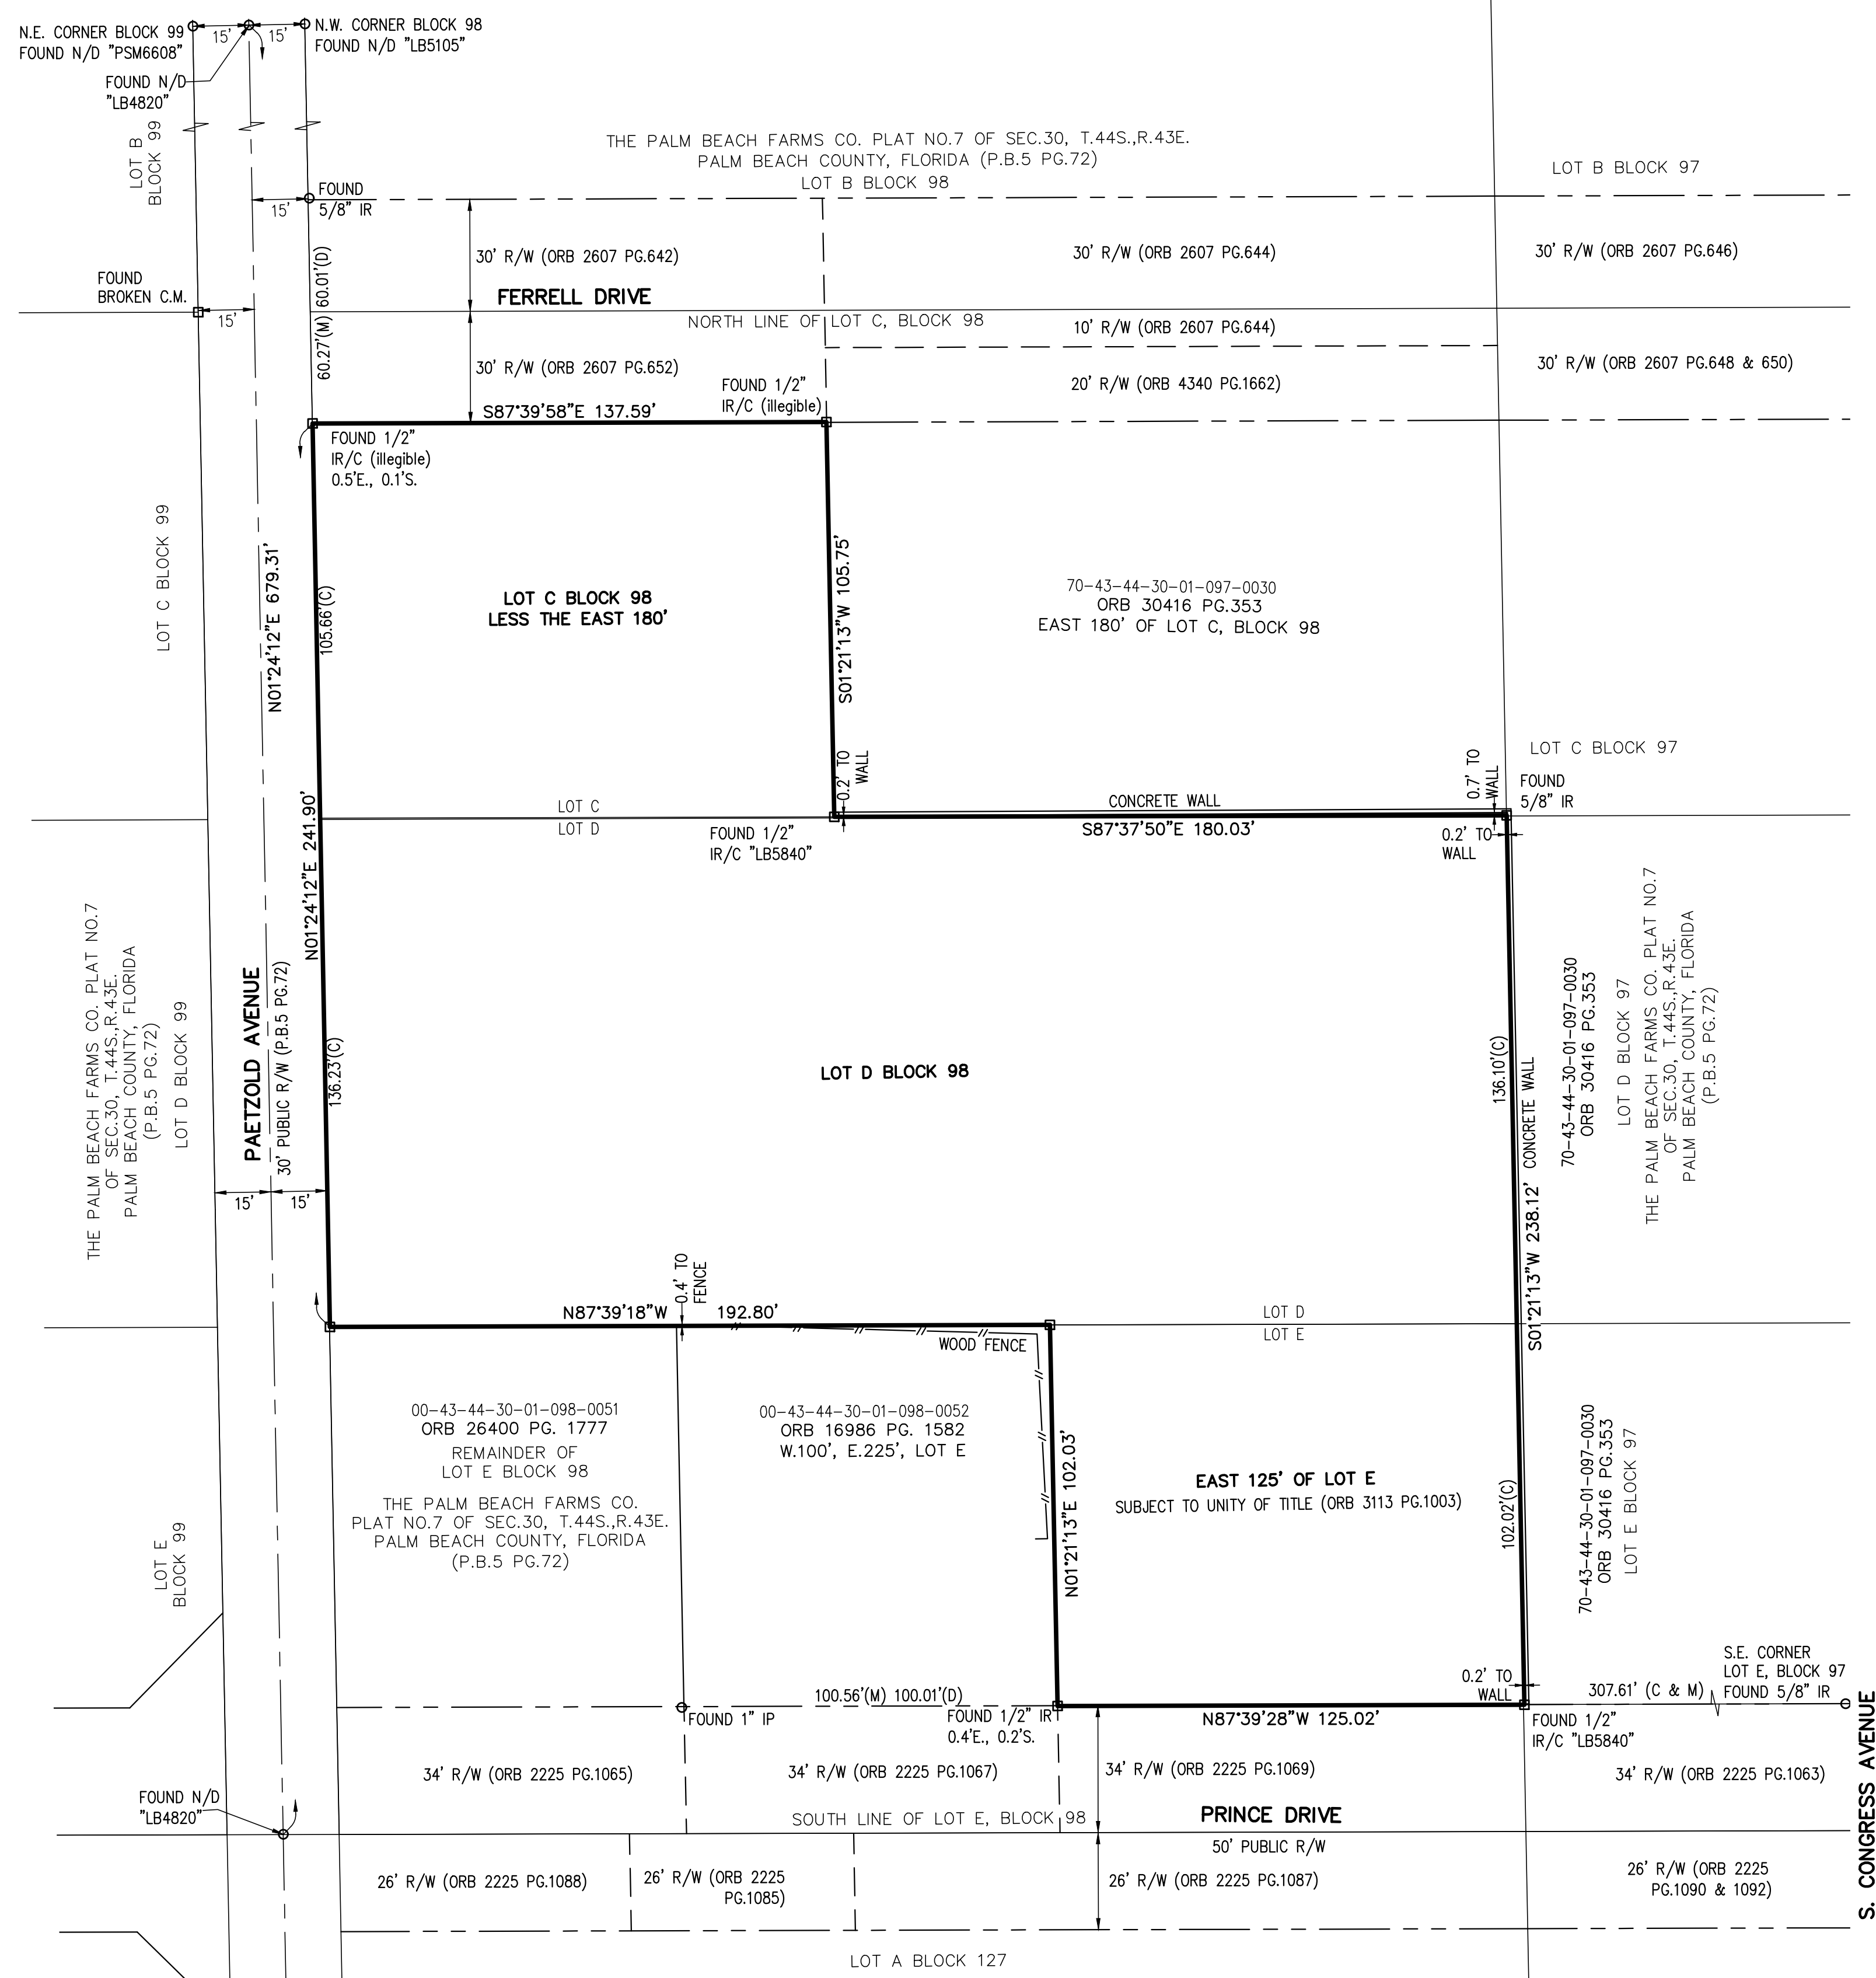 N.E. CORNER BLOCK 99
FOUND N/D "PSM6608"
15'
15'
N.W. CORNER BLOCK 98
FOUND N/D "LB5105"
FOUND N/D
"LB4820"
LOT B
BLOCK 99
THE PALM BEACH FARMS CO. PLAT NO.7 OF SEC.30, T.44S.,R.43E.
PALM BEACH COUNTY, FLORIDA (P.B.5 PG.72)
LOT B BLOCK 98
LOT B BLOCK 97
FOUND
5/8" IR
15'
60.27'(M) 60.01'(D)
30' R/W (ORB 2607 PG.642)
30' R/W (ORB 2607 PG.644)
30' R/W (ORB 2607 PG.646)
FOUND
BROKEN C.M.
15'
FERRELL DRIVE
NORTH LINE OF LOT C, BLOCK 98
10' R/W (ORB 2607 PG.644)
30' R/W (ORB 2607 PG.652)
20' R/W (ORB 4340 PG.1662)
30' R/W (ORB 2607 PG.648 & 650)
FOUND 1/2"
IR/C (illegible)
S87°39'58"E 137.59'
FOUND 1/2"
IR/C (illegible)
0.5'E., 0.1'S.
LOT C BLOCK 99
N01°24'12"E 679.31'
105.66'(C)
LOT C BLOCK 98
LESS THE EAST 180'
S01°21'13"W 105.75'
70-43-44-30-01-097-0030
ORB 30416 PG.353
EAST 180' OF LOT C, BLOCK 98
LOT C BLOCK 97
0.2' TO
WALL
0.7' TO
WALL
FOUND
5/8" IR
N01°24'12"E 241.90'
LOT C
LOT D
FOUND 1/2"
IR/C "LB5840"
CONCRETE WALL
S87°37'50"E 180.03'
0.2' TO
WALL
THE PALM BEACH FARMS CO. PLAT NO.7
OF SEC.30, T.44S.,R.43E.
PALM BEACH COUNTY, FLORIDA
(P.B.5 PG.72)
LOT D BLOCK 99
PAETZOLD AVENUE
30' PUBLIC R/W (P.B.5 PG.72)
136.23'(C)
LOT D BLOCK 98
136.10'(C)
S01°21'13"W 238.12'
CONCRETE WALL
70-43-44-30-01-097-0030
ORB 30416 PG.353
LOT D BLOCK 97
THE PALM BEACH FARMS CO. PLAT NO.7
OF SEC.30, T.44S.,R.43E.
PALM BEACH COUNTY, FLORIDA
(P.B.5 PG.72)
15'
15'
0.4' TO
FENCE
N87°39'18"W 192.80'
WOOD FENCE
LOT D
LOT E
00-43-44-30-01-098-0051
ORB 26400 PG. 1777
REMAINDER OF
LOT E BLOCK 98
THE PALM BEACH FARMS CO.
PLAT NO.7 OF SEC.30, T.44S.,R.43E.
PALM BEACH COUNTY, FLORIDA
(P.B.5 PG.72)
00-43-44-30-01-098-0052
ORB 16986 PG. 1582
W.100', E.225', LOT E
N01°21'13"E 102.03'
EAST 125' OF LOT E
SUBJECT TO UNITY OF TITLE (ORB 3113 PG.1003)
102.02'(C)
70-43-44-30-01-097-0030
ORB 30416 PG.353
LOT E BLOCK 97
LOT E
BLOCK 99
100.56'(M) 100.01'(D)
FOUND 1" IP
FOUND 1/2" IR
0.4'E., 0.2'S.
0.2' TO
WALL
N87°39'28"W 125.02'
307.61' (C & M)
S.E. CORNER
LOT E, BLOCK 97
FOUND 5/8" IR
FOUND 1/2"
IR/C "LB5840"
S. CONGRESS AVENUE
34' R/W (ORB 2225 PG.1065)
34' R/W (ORB 2225 PG.1067)
34' R/W (ORB 2225 PG.1069)
34' R/W (ORB 2225 PG.1063)
FOUND N/D
"LB4820"
SOUTH LINE OF LOT E, BLOCK 98
PRINCE DRIVE
50' PUBLIC R/W
26' R/W (ORB 2225 PG.1088)
26' R/W (ORB 2225
PG.1085)
26' R/W (ORB 2225 PG.1087)
26' R/W (ORB 2225
PG.1090 & 1092)
LOT A BLOCK 127